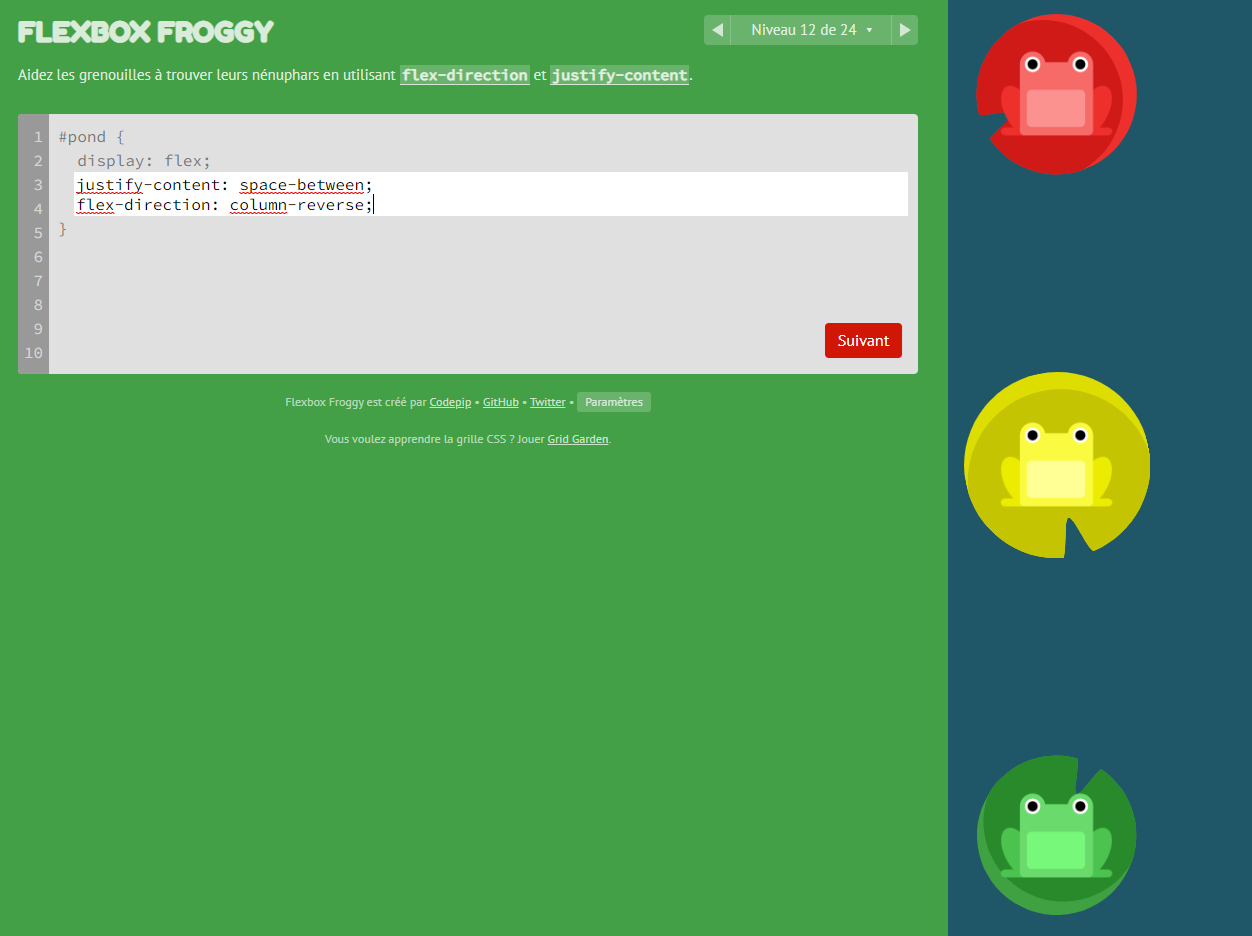 FLEXBOX FROGGY
Niveau 12 de 24
Aidez les grenouilles à trouver leurs nénuphars en utilisant flex-direction et justify-content.
1 #pond {
2 display: flex;
3 justify-content: space-between;
4 flex-direction: column-reverse;
5 }
6
7
8
9
10
Suivant
Flexbox Froggy est créé par Codepip • GitHub • Twitter • Paramètres
Vous voulez apprendre la grille CSS ? Jouer Grid Garden.